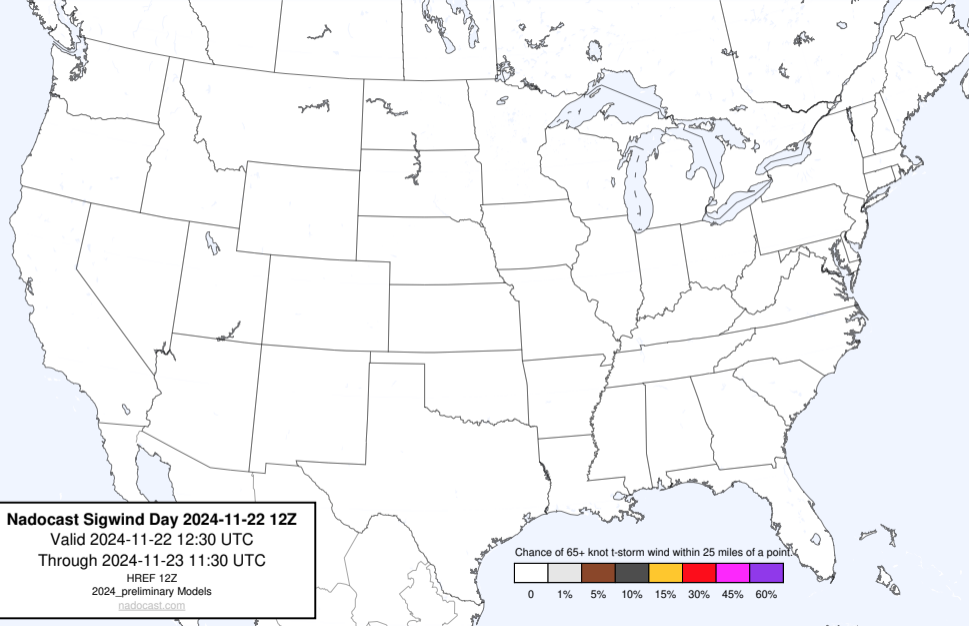 Nadocast Sigwind Day 2024-11-22 12Z
Valid 2024-11-22 12:30 UTC
Through 2024-11-23 11:30 UTC
HREF 12Z
2024_preliminary Models
nadocast.com
Chance of 65+ knot t-storm wind within 25 miles of a point.
0 1% 5% 10% 15% 30% 45% 60%